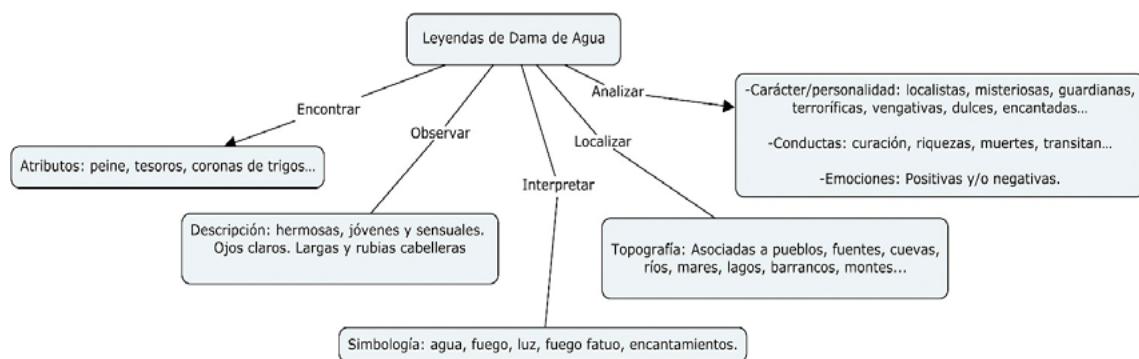 Leyendas de Dama de Agua
Encontrar
Observar
Interpretar
Localizar
Analizar
Atributos: peine, tesoros, coronas de trigos...
Descripción: hermosas, jóvenes y sensuales.
Ojos claros. Largas y rubias cabelleras
Simbología: agua, fuego, luz, fuego fatuo, encantamientos.
Topografía: Asociadas a pueblos, fuentes, cuevas,
ríos, mares, lagos, barrancos, montes...
-Carácter/personalidad: localistas, misteriosas, guardianas,
terroríficas, vengativas, dulces, encantadas...
-Conductas: curación, riquezas, muertes, transitan...
-Emociones: Positivas y/o negativas.